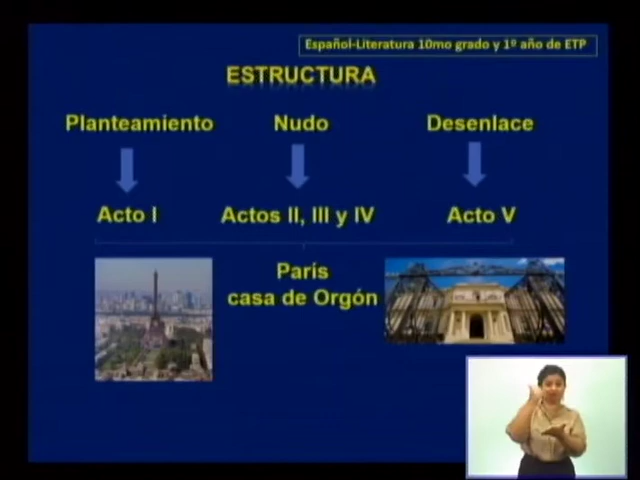 Español-Literatura 10mo grado y 1º año de ETP
ESTRUCTURA
Planteamiento Nudo Desenlace
Acto I Actos II, III y IV Acto V
París
casa de Orgón